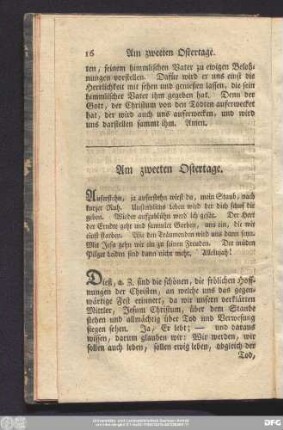 16 Am zweeten Ostertage.
ten, seinem himmlischen Vater zu ewigen Beloh-
nungen vorstellen. Dafür wird er uns einst die
Herrlichkeit mit sehen und genießen lassen, die sein
himmlischer Vater ihm gegeben hat. Denn der
Gott, der Christum von den Todten auferwecket
hat, der wird auch uns auferwecken, und wird
uns darstellen sammt ihm. Amen.
Am zweeten Ostertage.
Auferstehn, ja auferstehn wirst du, mein Staub, nach
kurzer Ruh. Unsterblichs Leben wird der dich schuf dir
geben. Wieder aufzublühn werd ich gesät. Der Herr
der Erndte geht und sammelt Garben, uns ein, die wir
einst starben. Wie den Träumenden wird uns dann seyn.
Mit Jesu gehn wir ein zu seinen Freuden. Der müden
Pilger Leiden sind dann nicht mehr. Alleluja!
Dieß, a. Z. sind die schönen, die frölichen Hoff-
nungen der Christen, an welche uns das gegen-
wärtige Fest erinnert, da wir unsern verklärten
Mittler, Jesum Christum, über dem Staube
stehen und allmächtig über Tod und Verwesung
siegen sehen. Ja, Er lebt; — und daraus
wissen, darum glauben wir: Wir werden, wir
sollen auch leben, sollen ewig leben, obgleich der
Tod,